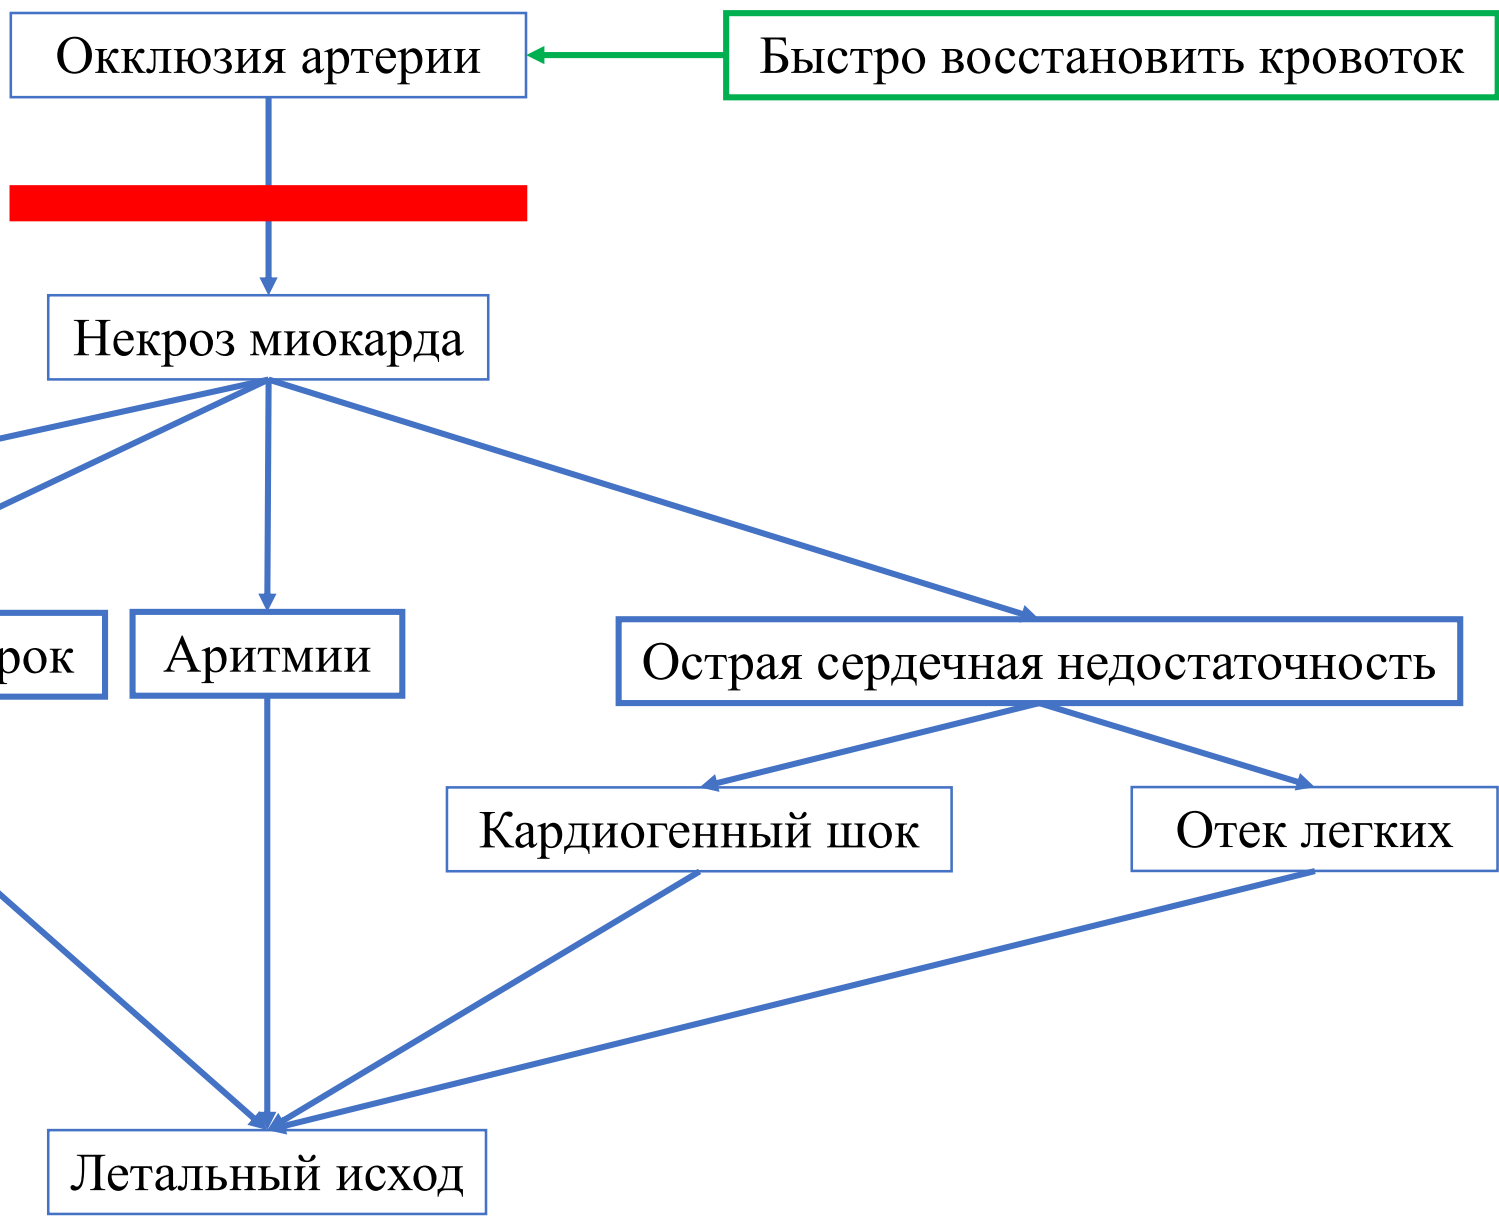 Окклюзия артерии
Быстро восстановить кровоток
Некроз миокарда
Аритмии
Острая сердечная недостаточность
Кардиогенный шок
Отек легких
Летальный исход